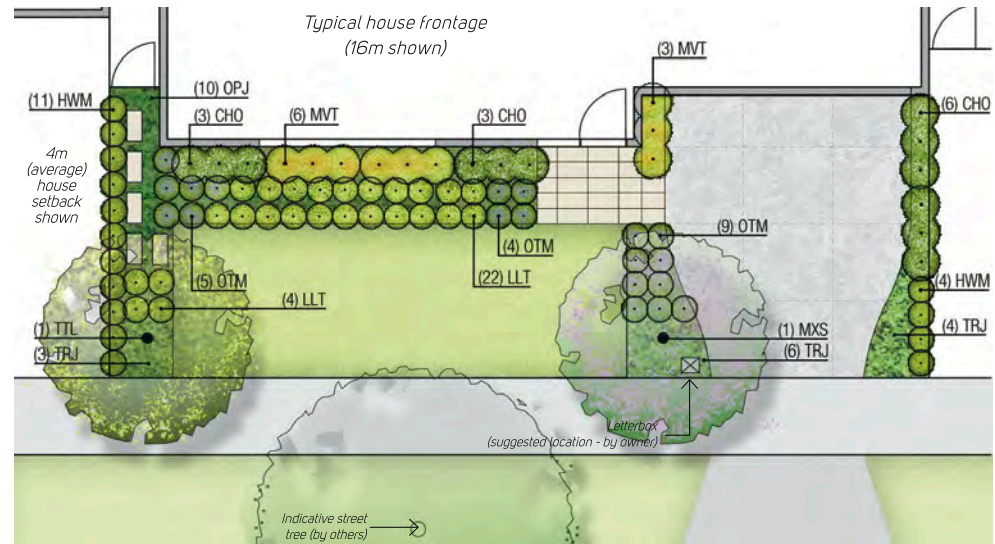 Typical house frontage
(16m shown)
(3) MVT
(10) OPJ
(11) HWM
(3) CHO
(6) MVT
(3) CHO
(6) CHO
4m
(average)
house
setback
shown
(9) OTM
(4) OTM
(5) OTM
(22) LLT
(4) HWM
(4) LLT
(1) TTL
(1) MXS
(4) TRJ
(3) TRJ
(6) TRJ
Letterbox
(suggested location - by owner)
Indicative street
tree (by others)